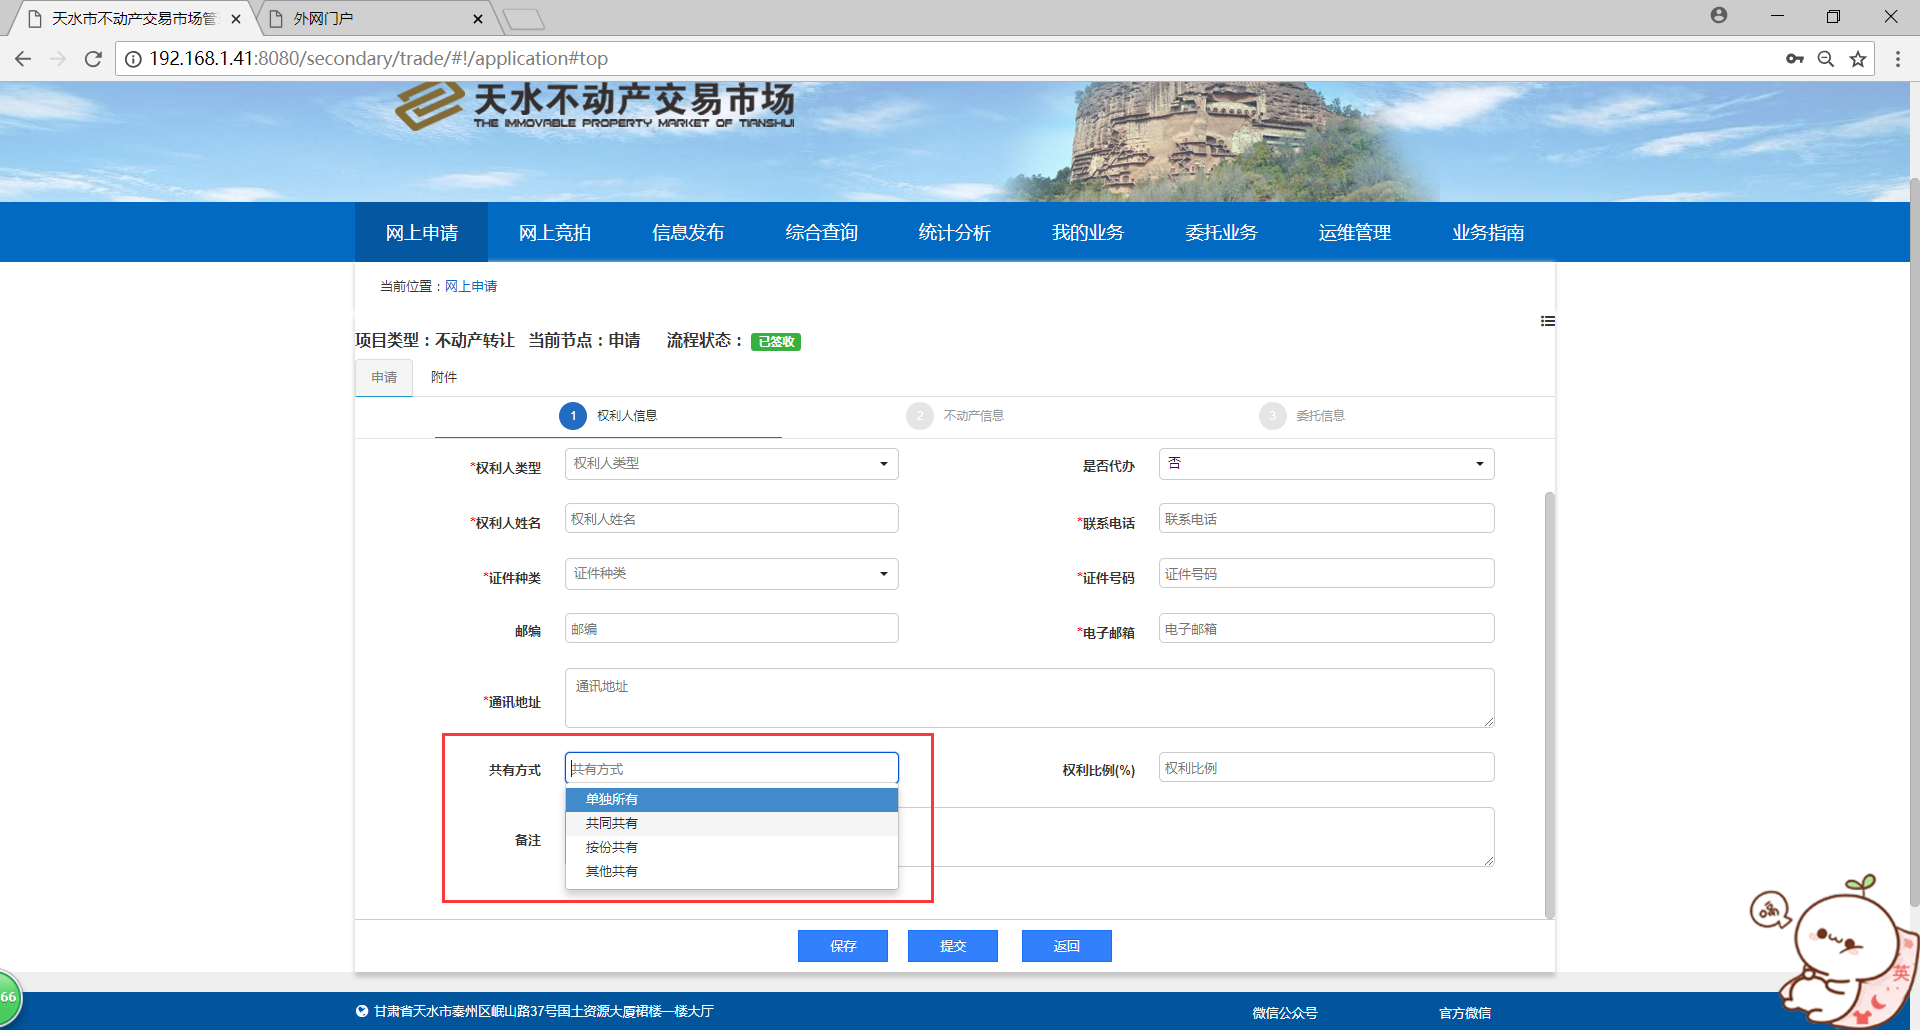 天水市不动产交易市场管
外网门户
192.168.1.41:8080/secondary/trade/#!/application#top
天水不动产交易市场
THE IMMOVABLE PROPERTY MARKET OF TIANSHUI
网上申请 网上竞拍 信息发布 综合查询 统计分析 我的业务 委托业务 运维管理 业务指南
当前位置：网上申请
项目类型：不动产转让 当前节点：申请 流程状态： 已签收
申请 附件
1 权利人信息 2 不动产信息 3 委托信息
*权利人类型 权利人类型 是否代办 否
*权利人姓名 权利人姓名 *联系电话 联系电话
*证件种类 证件种类 *证件号码 证件号码
邮编 邮编 *电子邮箱 电子邮箱
*通讯地址 通讯地址
共有方式 共有方式 权利比例(%) 权利比例
单独所有
共同共有
备注
按份共有
其他共有
保存 提交 返回
嗝
英
66
甘肃省天水市秦州区岷山路37号国土资源大厦裙楼一楼大厅 微信公众号 官方微信